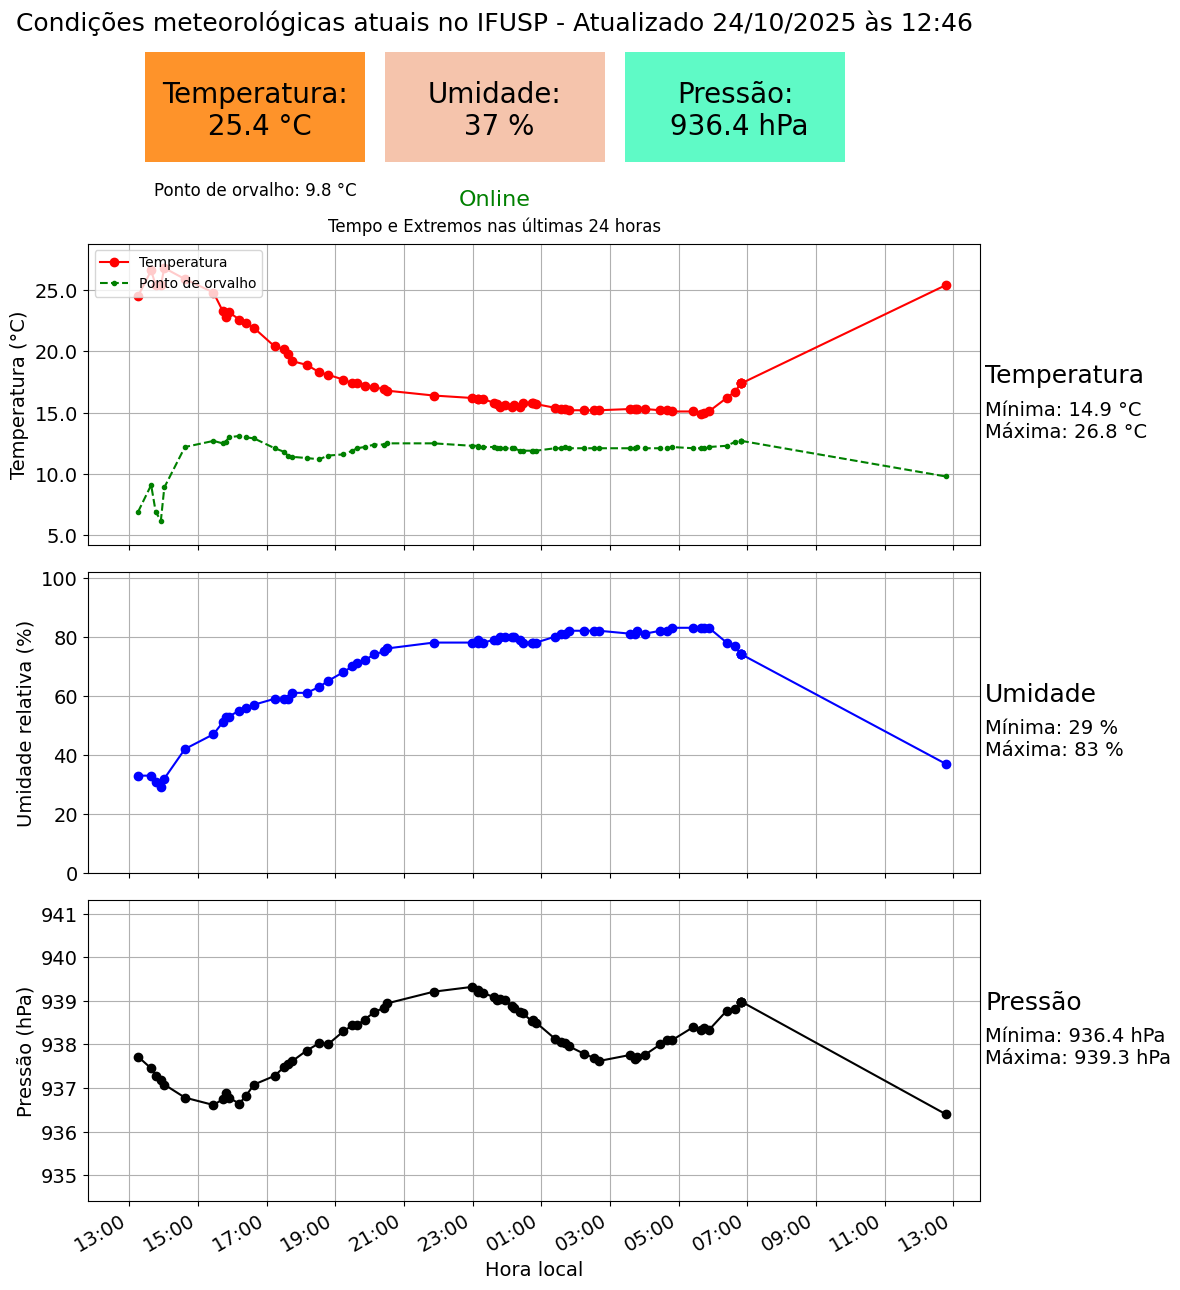 Condições meteorológicas atuais no IFUSP - Atualizado 24/10/2025 às 12:46
Temperatura:
25.4 °C
Umidade:
37 %
Pressão:
936.4 hPa
Ponto de orvalho: 9.8 °C
Online
Tempo e Extremos nas últimas 24 horas
Temperatura
Ponto de orvalho
Temperatura (°C)
25.0
20.0
15.0
10.0
5.0
Temperatura
Mínima: 14.9 °C
Máxima: 26.8 °C
Umidade relativa (%)
100
80
60
40
20
0
Umidade
Mínima: 29 %
Máxima: 83 %
Pressão (hPa)
941
940
939
938
937
936
935
Pressão
Mínima: 936.4 hPa
Máxima: 939.3 hPa
13:00 15:00 17:00 19:00 21:00 23:00 01:00 03:00 05:00 07:00 09:00 11:00 13:00
Hora local